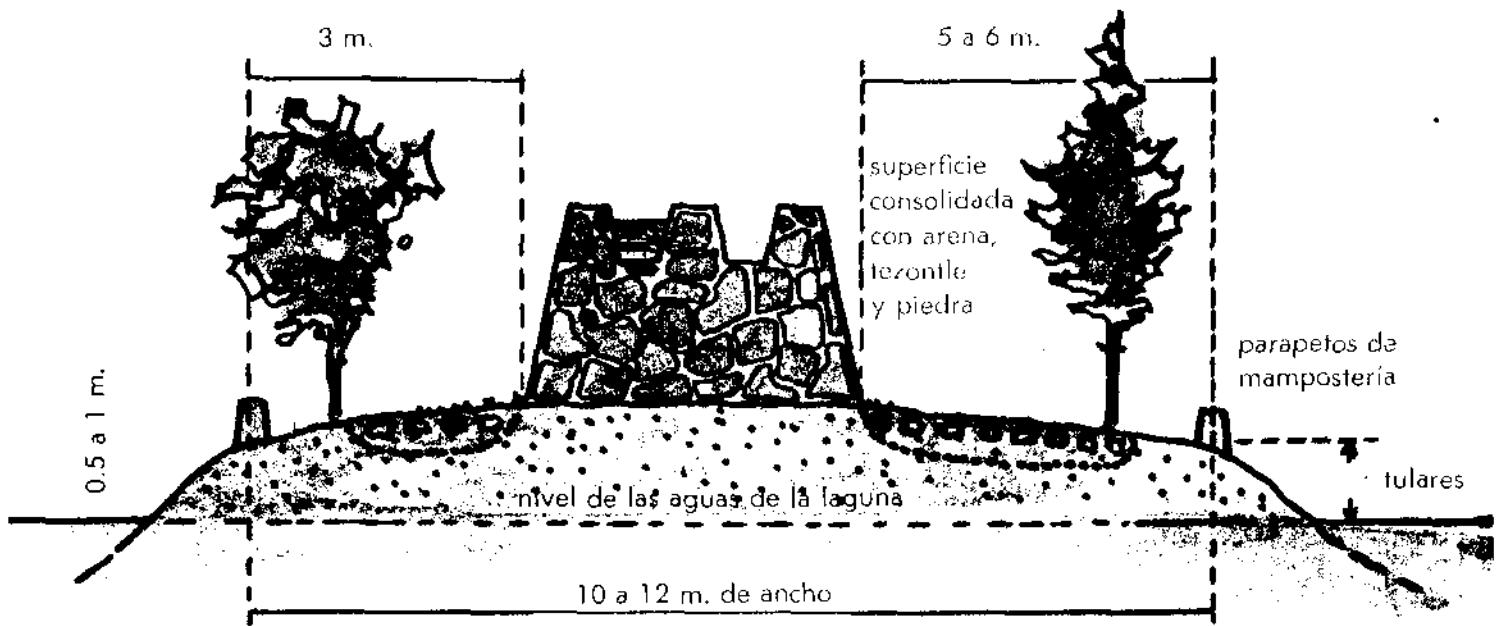 3 m.
5 a 6 m.
superficie
consolidada
con arena,
tezontle
y piedra
parapetos de
mampostería
0.5 a 1 m.
tulares
nivel de las aguas de la laguna
10 a 12 m. de ancho